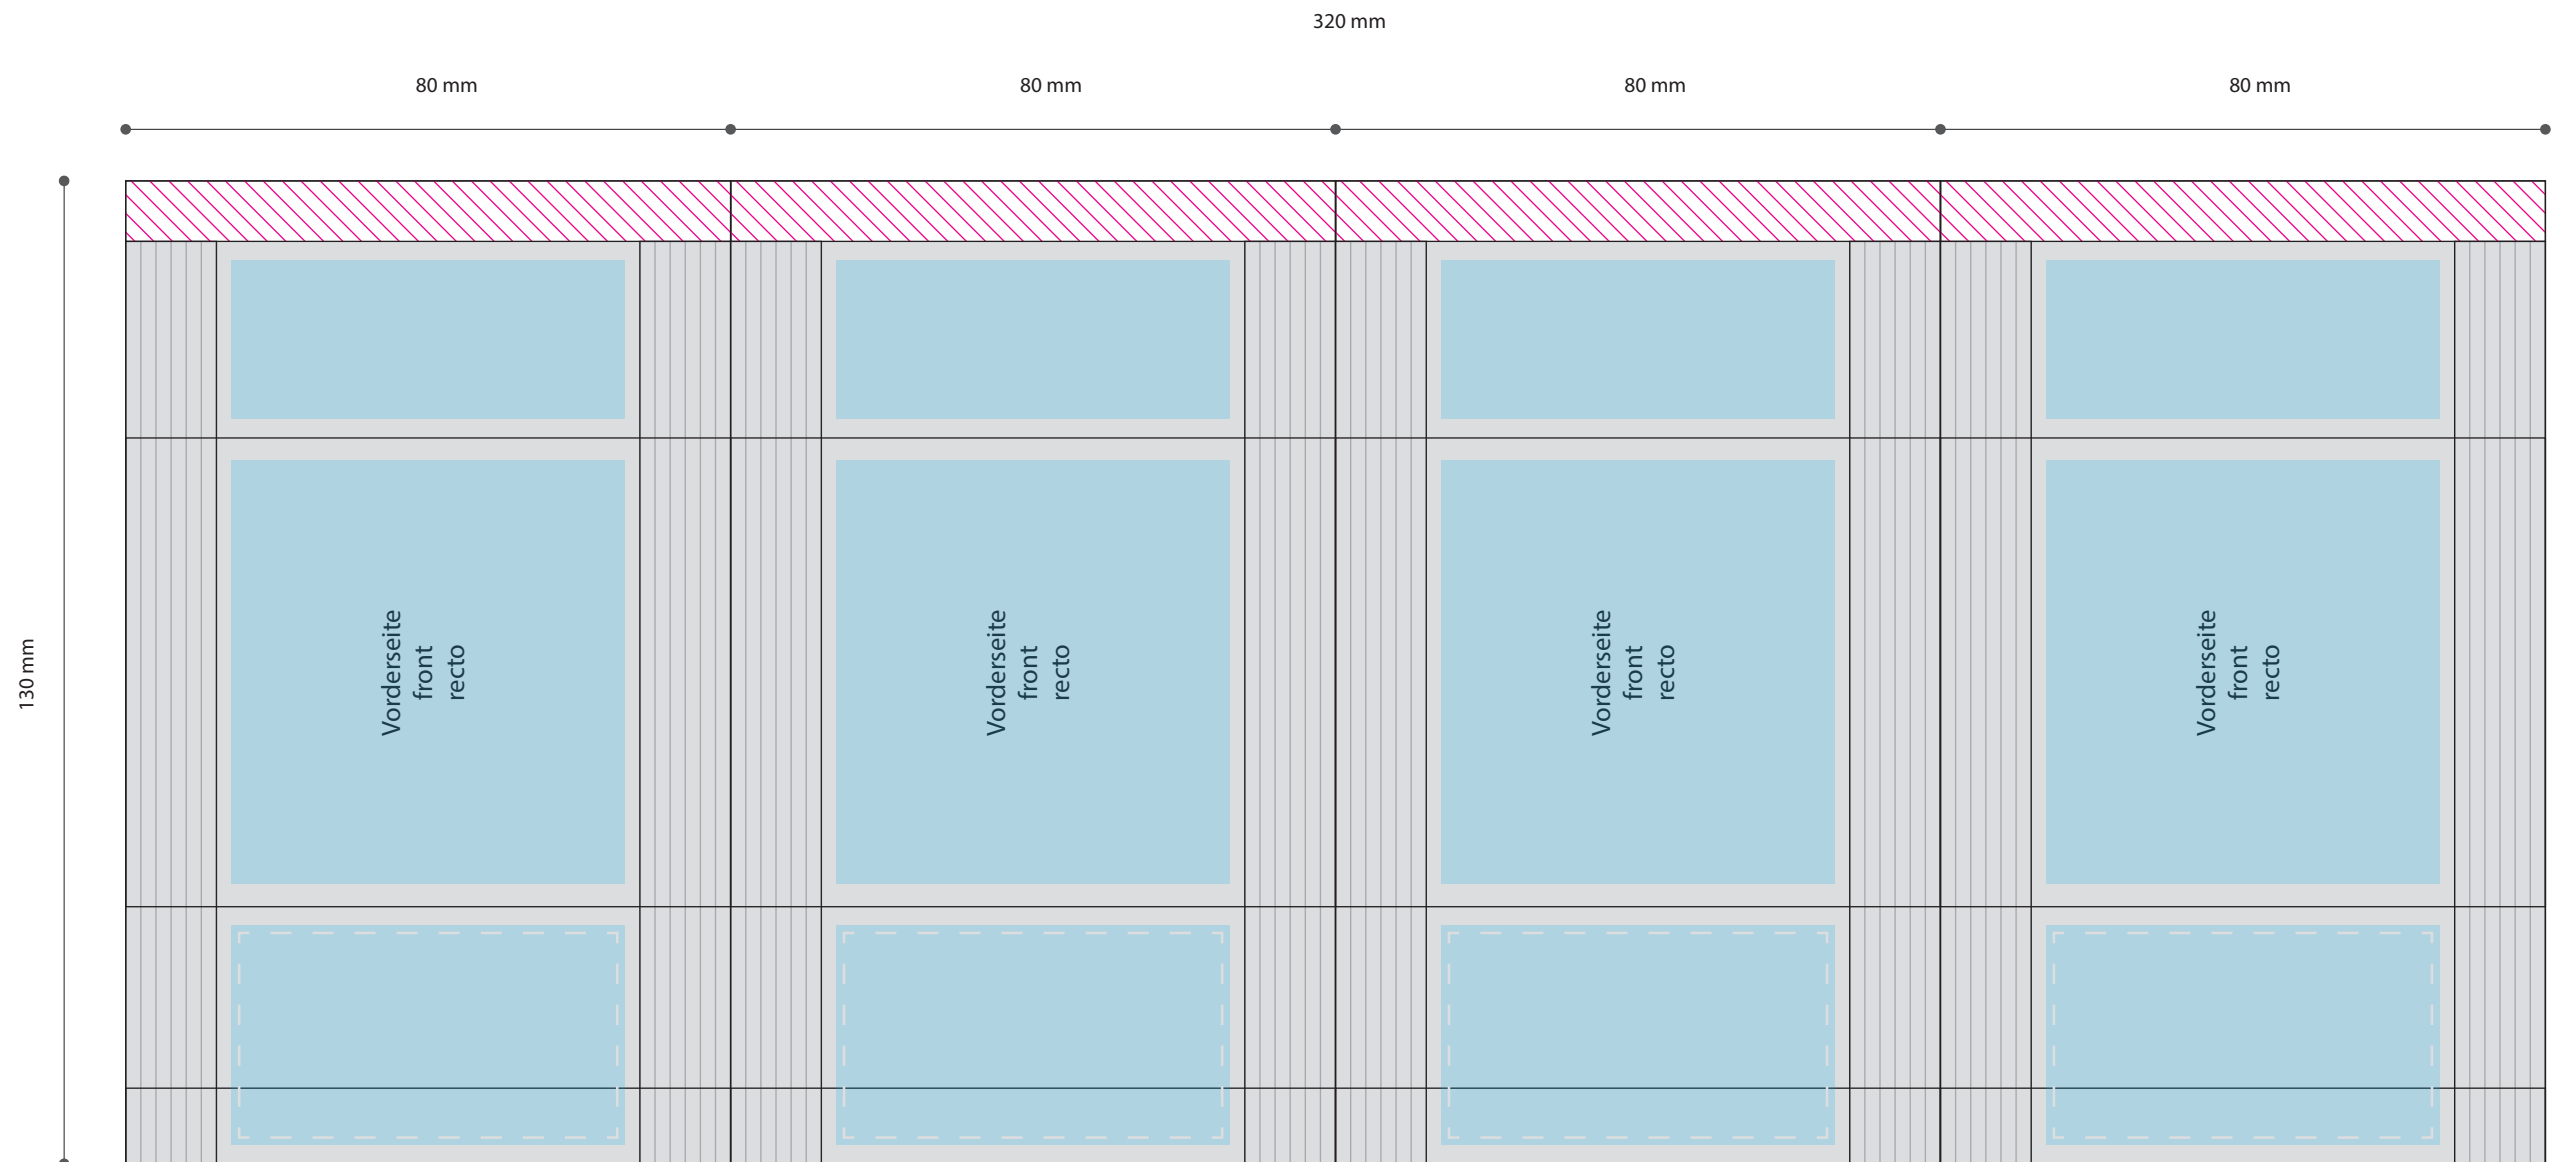 320 mm
80 mm
80 mm
80 mm
80 mm
130 mm
Vorderseite
front
recto
Vorderseite
front
recto
Vorderseite
front
recto
Vorderseite
front
recto